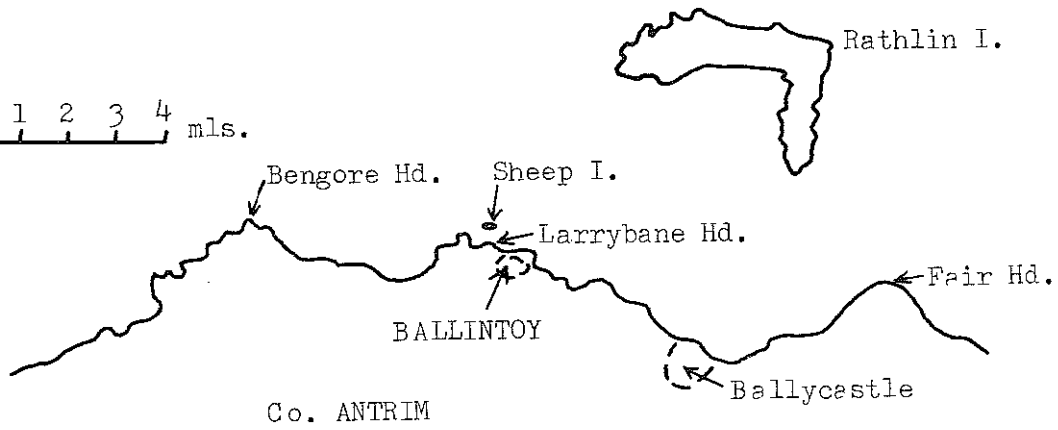 Rathlin I.
1 2 3 4 mls.
Bengore Hd.
Sheep I.
Larrybane Hd.
Fair Hd.
BALLINTOY
Ballycastle
Co. ANTRIM